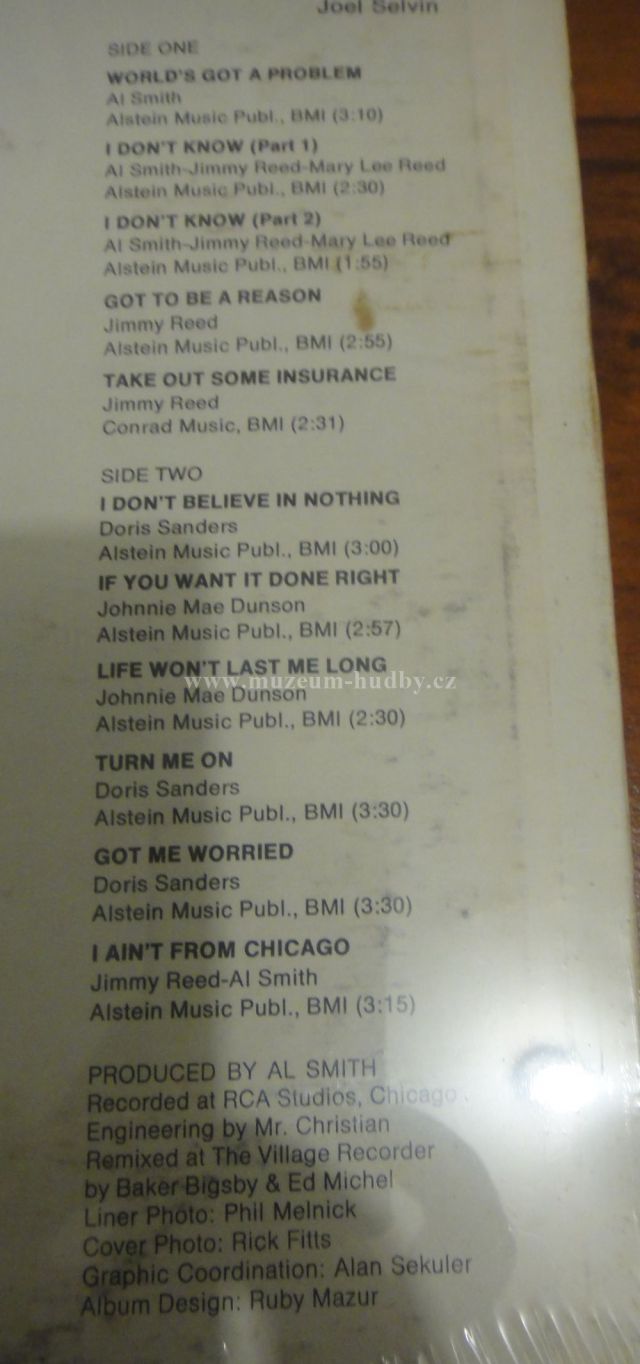 Joel Selvin
SIDE ONE
WORLD'S GOT A PROBLEM
Al Smith
Alstein Music Publ., BMI (3:10)
I DON'T KNOW (Part 1)
Al Smith-Jimmy Reed-Mary Lee Reed
Alstein Music Publ., BMI (2:30)
I DON'T KNOW (Part 2)
Al Smith-Jimmy Reed-Mary Lee Reed
Alstein Music Publ., BMI (1:55)
GOT TO BE A REASON
Jimmy Reed
Alstein Music Publ., BMI (2:55)
TAKE OUT SOME INSURANCE
Jimmy Reed
Conrad Music, BMI (2:31)
SIDE TWO
I DON'T BELIEVE IN NOTHING
Doris Sanders
Alstein Music Publ., BMI (3:00)
IF YOU WANT IT DONE RIGHT
Johnnie Mae Dunson
Alstein Music Publ., BMI (2:57)
LIFE WON'T LAST ME LONG
www.muzeum-hudby.cz
Johnnie Mae Dunson
Alstein Music Publ., BMI (2:30)
TURN ME ON
Doris Sanders
Alstein Music Publ., BMI (3:30)
GOT ME WORRIED
Doris Sanders
Alstein Music Publ., BMI (3:30)
I AIN'T FROM CHICAGO
Jimmy Reed-Al Smith
Alstein Music Publ., BMI (3:15)
PRODUCED BY AL SMITH
Recorded at RCA Studios, Chicago.
Engineering by Mr. Christian
Remixed at The Village Recorder
by Baker Bigsby & Ed Michel
Liner Photo: Phil Melnick
Cover Photo: Rick Fitts
Graphic Coordination: Alan Sekuler
Album Design: Ruby Mazur